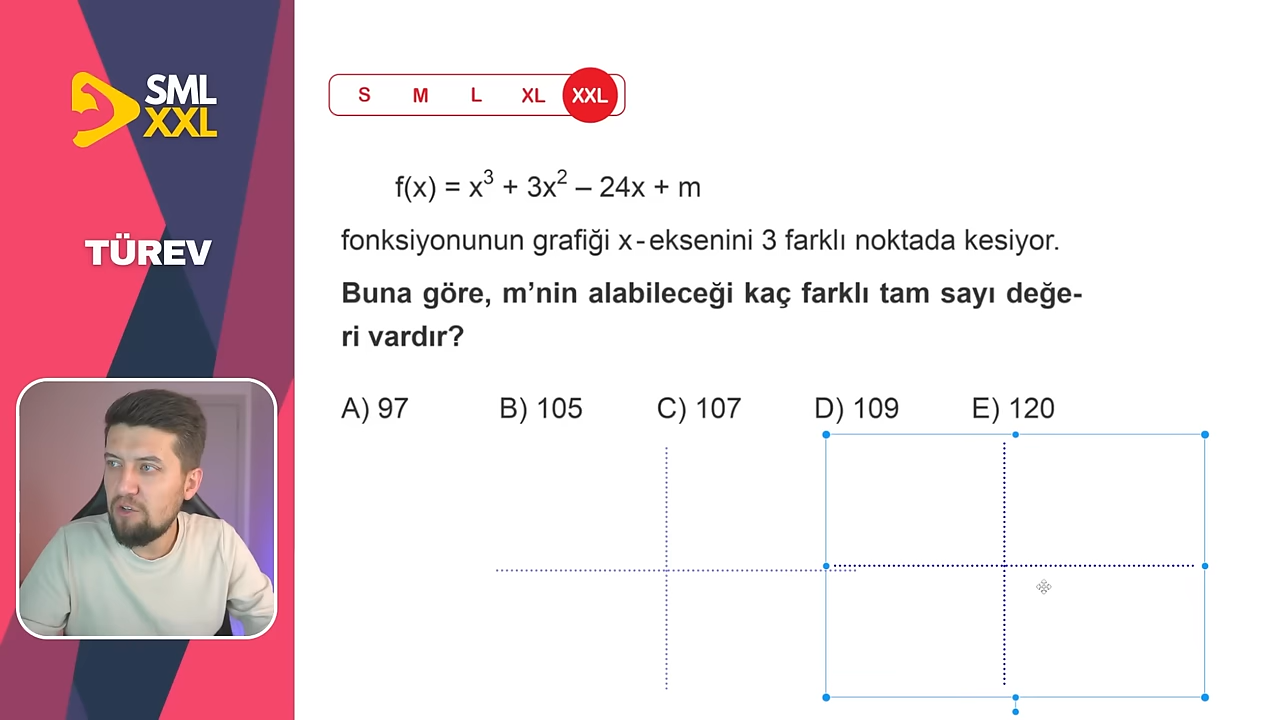 SML
XXL
TÜREV
S M L XL XXL
f(x) = x³ + 3x² – 24x + m
fonksiyonunun grafiği x-eksenini 3 farklı noktada kesiyor.
Buna göre, m’nin alabileceği kaç farklı tam sayı değe-
ri vardır?
A) 97 B) 105 C) 107 D) 109 E) 120